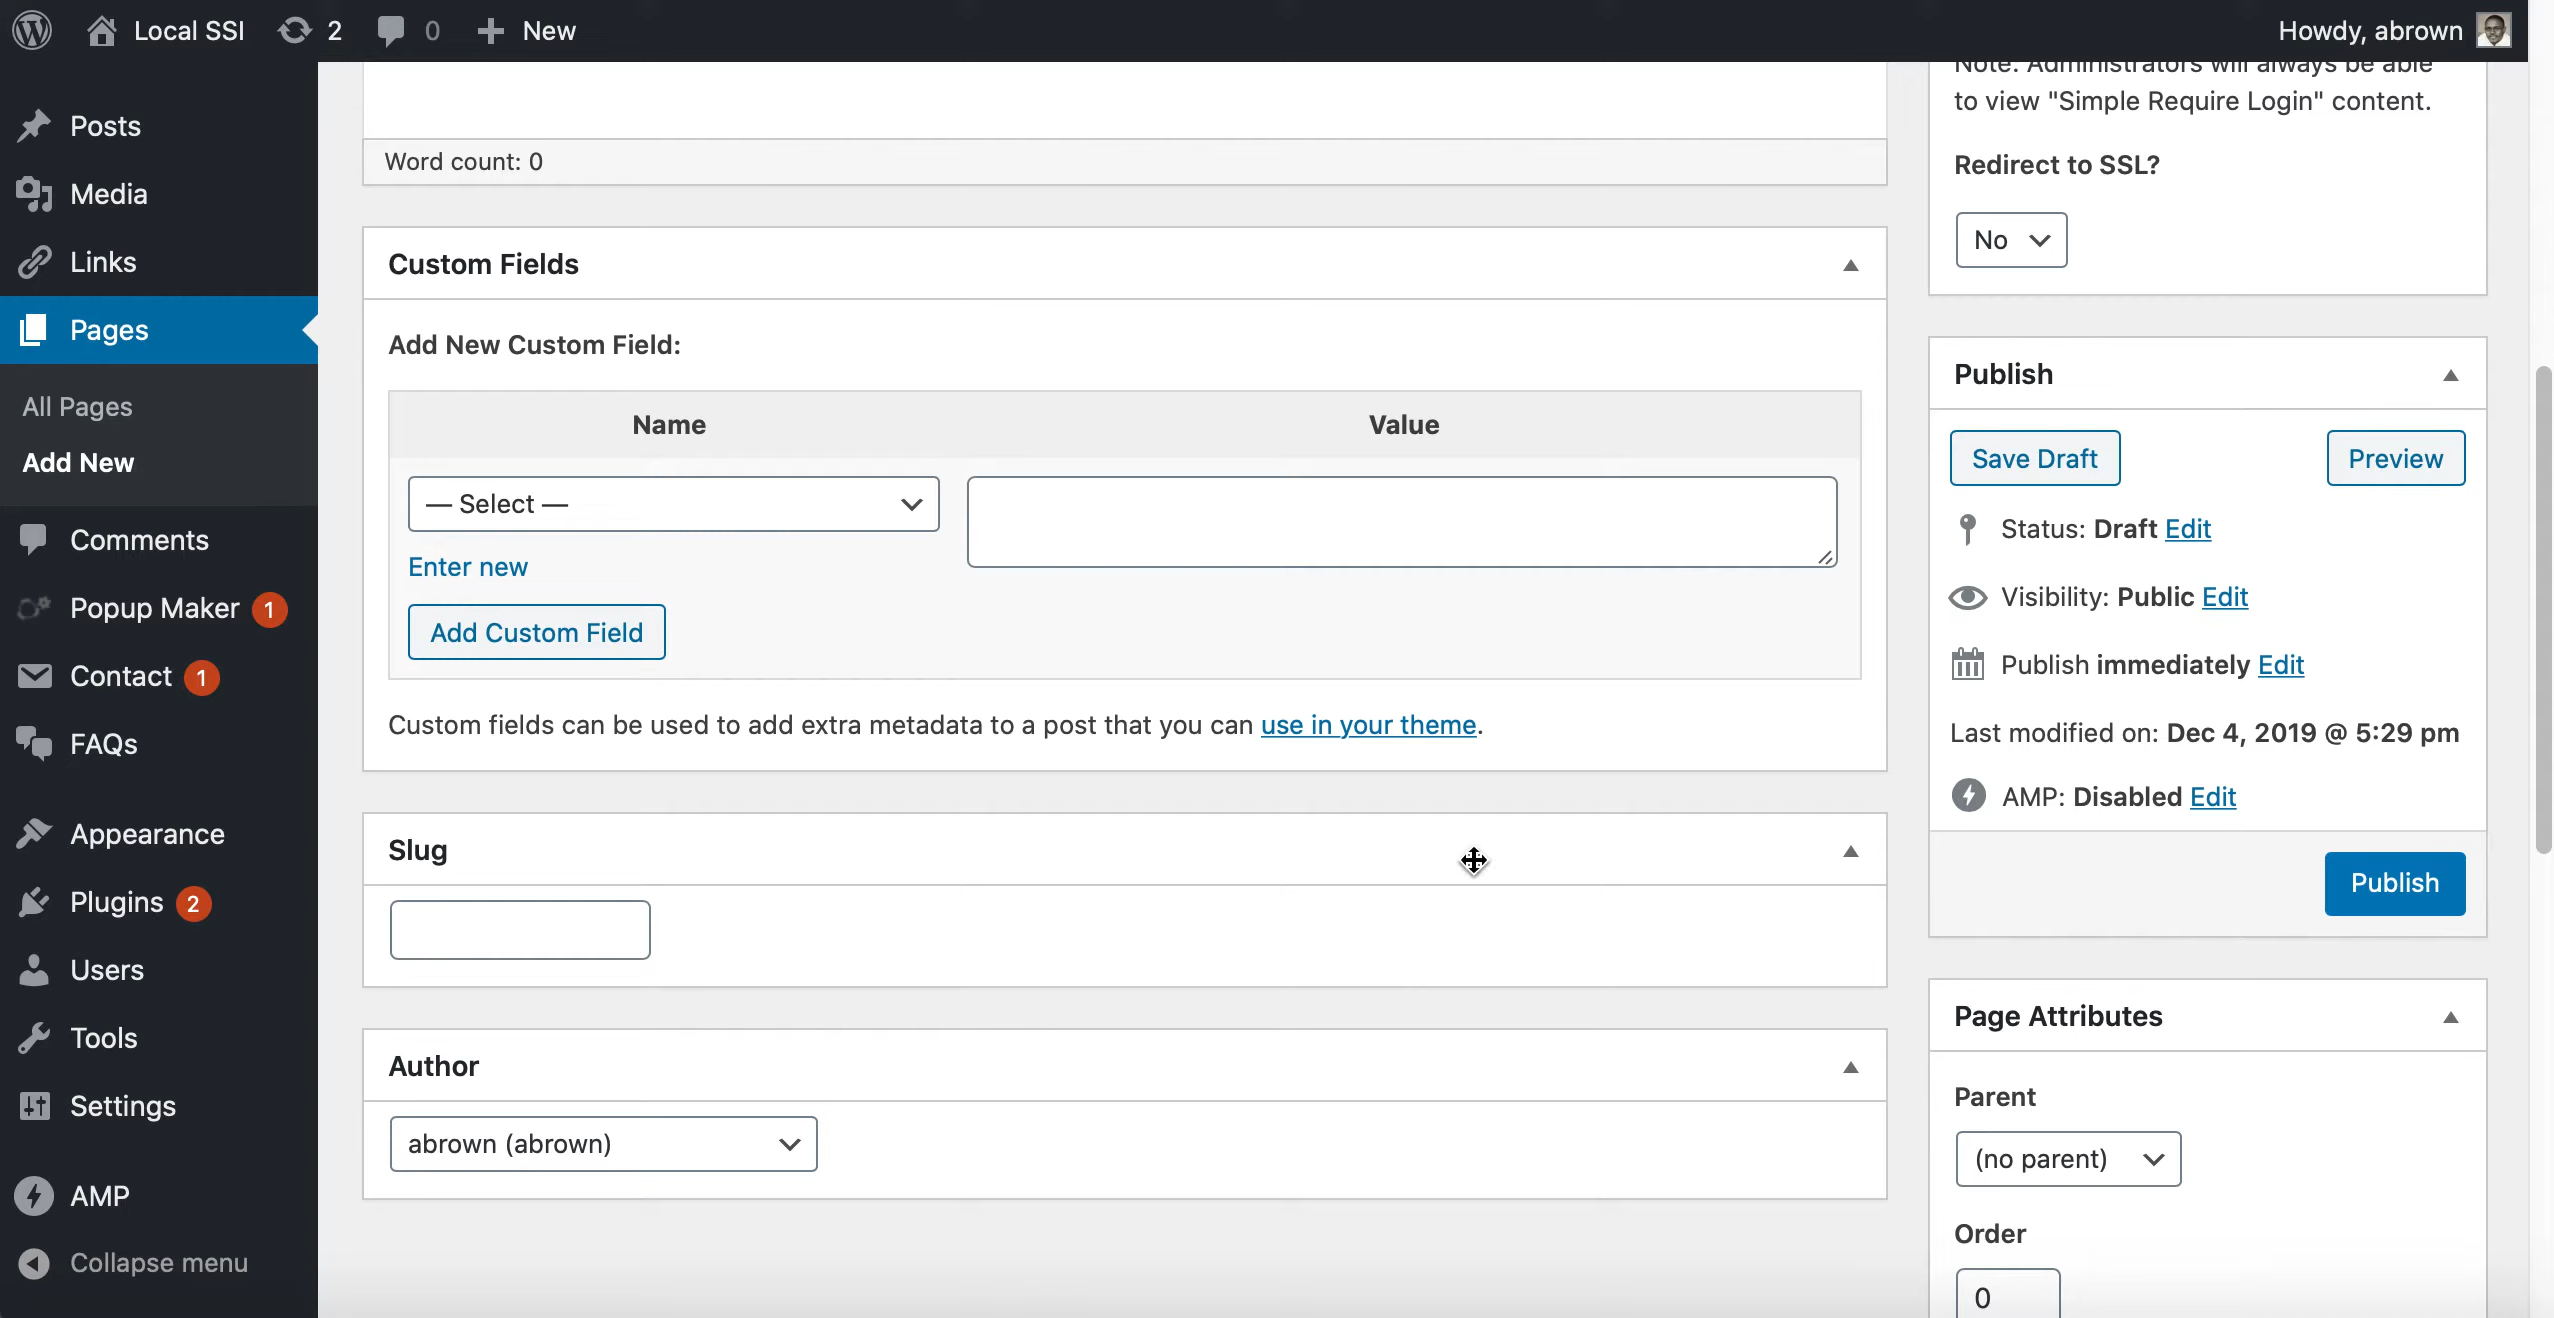 Local SSI 2 0 New Howdy, abrown
Posts
Media
Links
Pages
All Pages
Add New
Comments
Popup Maker 1
Contact 1
FAQs
Appearance
Plugins 2
Users
Tools
Settings
AMP
Collapse menu
Word count: 0
Custom Fields
Add New Custom Field:
Name Value
— Select —
Enter new
Add Custom Field
Custom fields can be used to add extra metadata to a post that you can use in your theme.
Slug
Author
abrown (abrown)
Note: Administrators will always be able
to view "Simple Require Login" content.
Redirect to SSL?
No
Publish
Save Draft Preview
Status: Draft Edit
Visibility: Public Edit
Publish immediately Edit
Last modified on: Dec 4, 2019 @ 5:29 pm
AMP: Disabled Edit
Publish
Page Attributes
Parent
(no parent)
Order
0